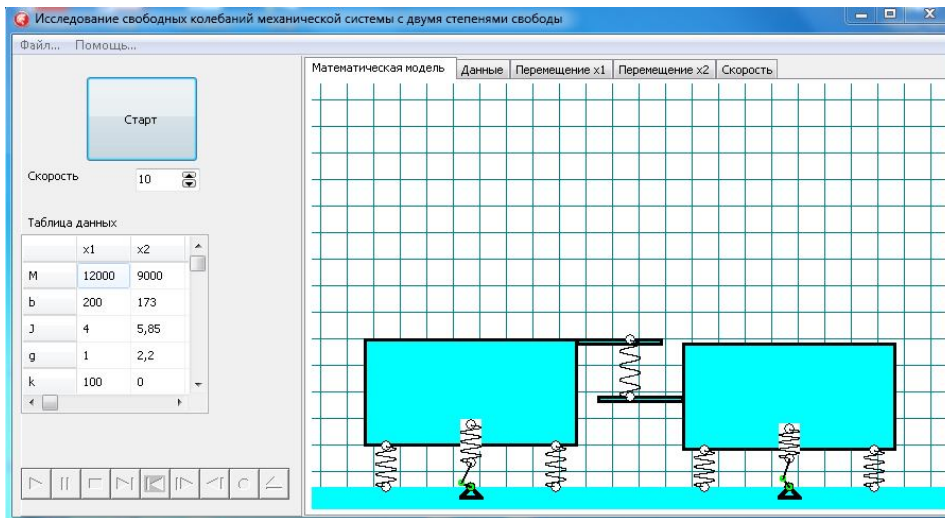 Исследование свободных колебаний механической системы с двумя степенями свободы
Файл... Помощь...
Математическая модель Данные Перемещение x1 Перемещение x2 Скорость
Старт
Скорость 10
Таблица данных
x1 x2
M 12000 9000
b 200 173
J 4 5,85
g 1 2,2
k 100 0